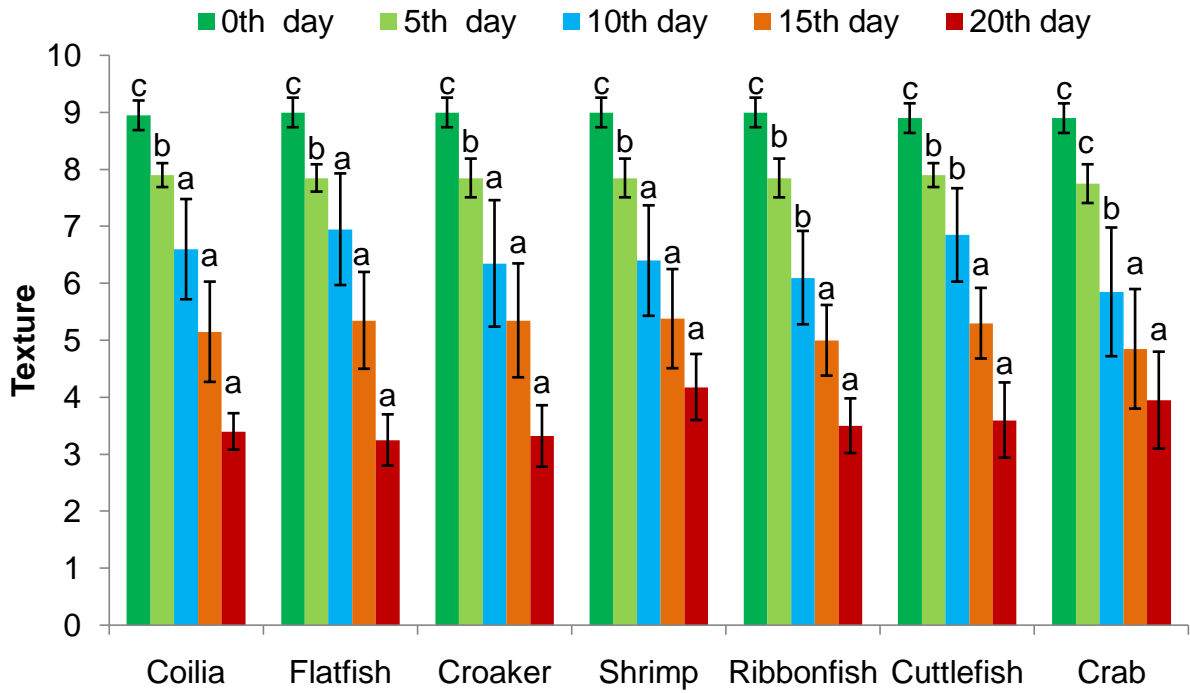 0th day 5th day 10th day 15th day 20th day
10
9
8
7
6
5
4
3
2
1
0
Texture
c b a a a
c b a a a
c b a a a
c b a a a
c b b a a
c b b a a
c c b a a
Coilia Flatfish Croaker Shrimp Ribbonfish Cuttlefish Crab